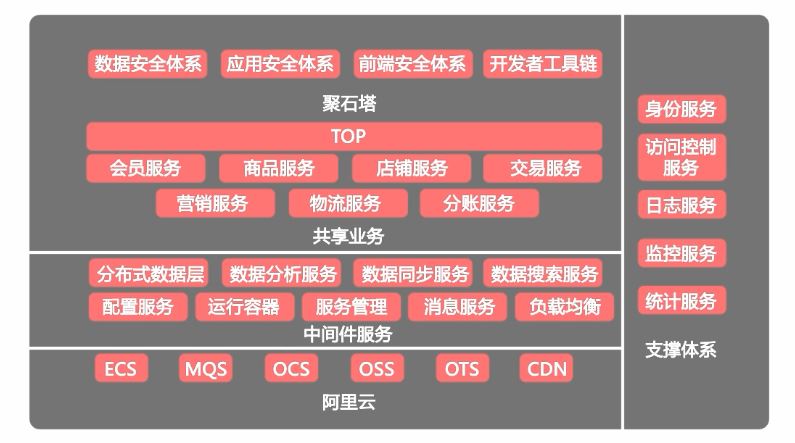 数据安全体系 应用安全体系 前端安全体系 开发者工具链
聚石塔
TOP
会员服务 商品服务 店铺服务 交易服务
营销服务 物流服务 分账服务
共享业务
分布式数据层 数据分析服务 数据同步服务 数据搜索服务
配置服务 运行容器 服务管理 消息服务 负载均衡
中间件服务
ECS MQS OCS OSS OTS CDN
阿里云
身份服务
访问控制
服务
日志服务
监控服务
统计服务
支撑体系